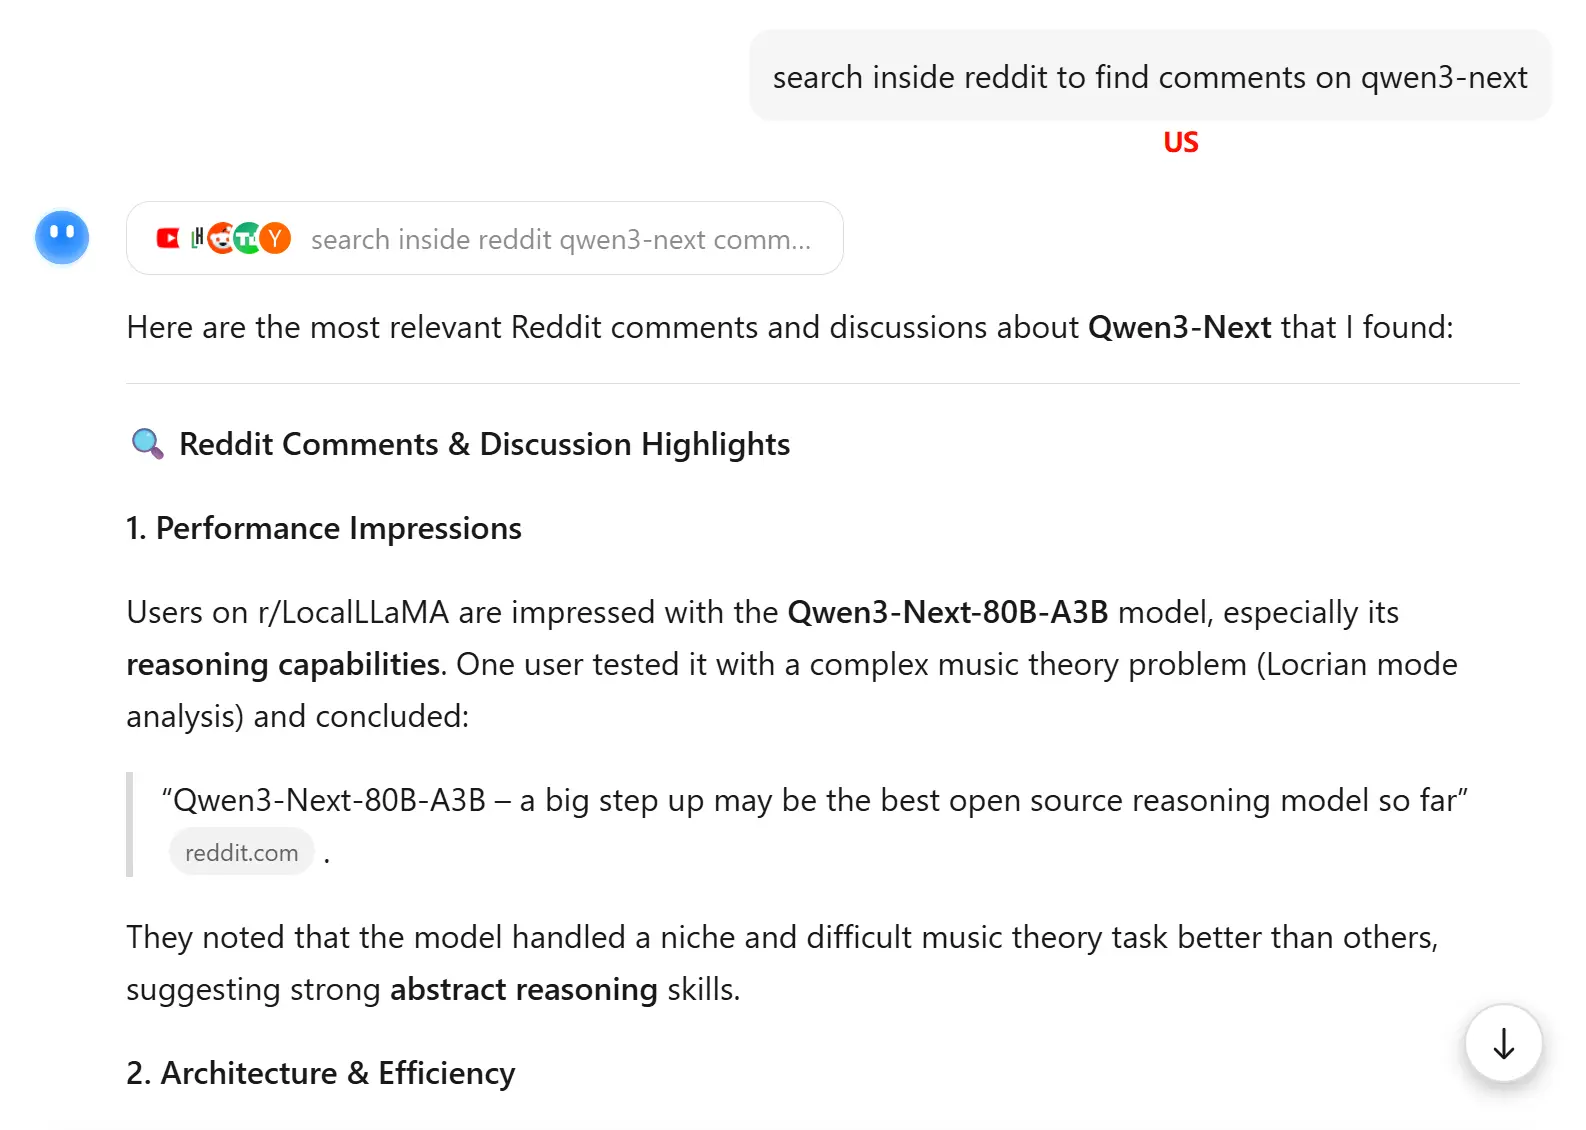 search inside reddit to find comments on qwen3-next
US
search inside reddit qwen3-next comm...
Here are the most relevant Reddit comments and discussions about Qwen3-Next that I found:
Reddit Comments & Discussion Highlights
1. Performance Impressions
Users on r/LocalLLaMA are impressed with the Qwen3-Next-80B-A3B model, especially its
reasoning capabilities. One user tested it with a complex music theory problem (Locrian mode
analysis) and concluded:
“Qwen3-Next-80B-A3B – a big step up may be the best open source reasoning model so far”
reddit.com .
They noted that the model handled a niche and difficult music theory task better than others,
suggesting strong abstract reasoning skills.
2. Architecture & Efficiency